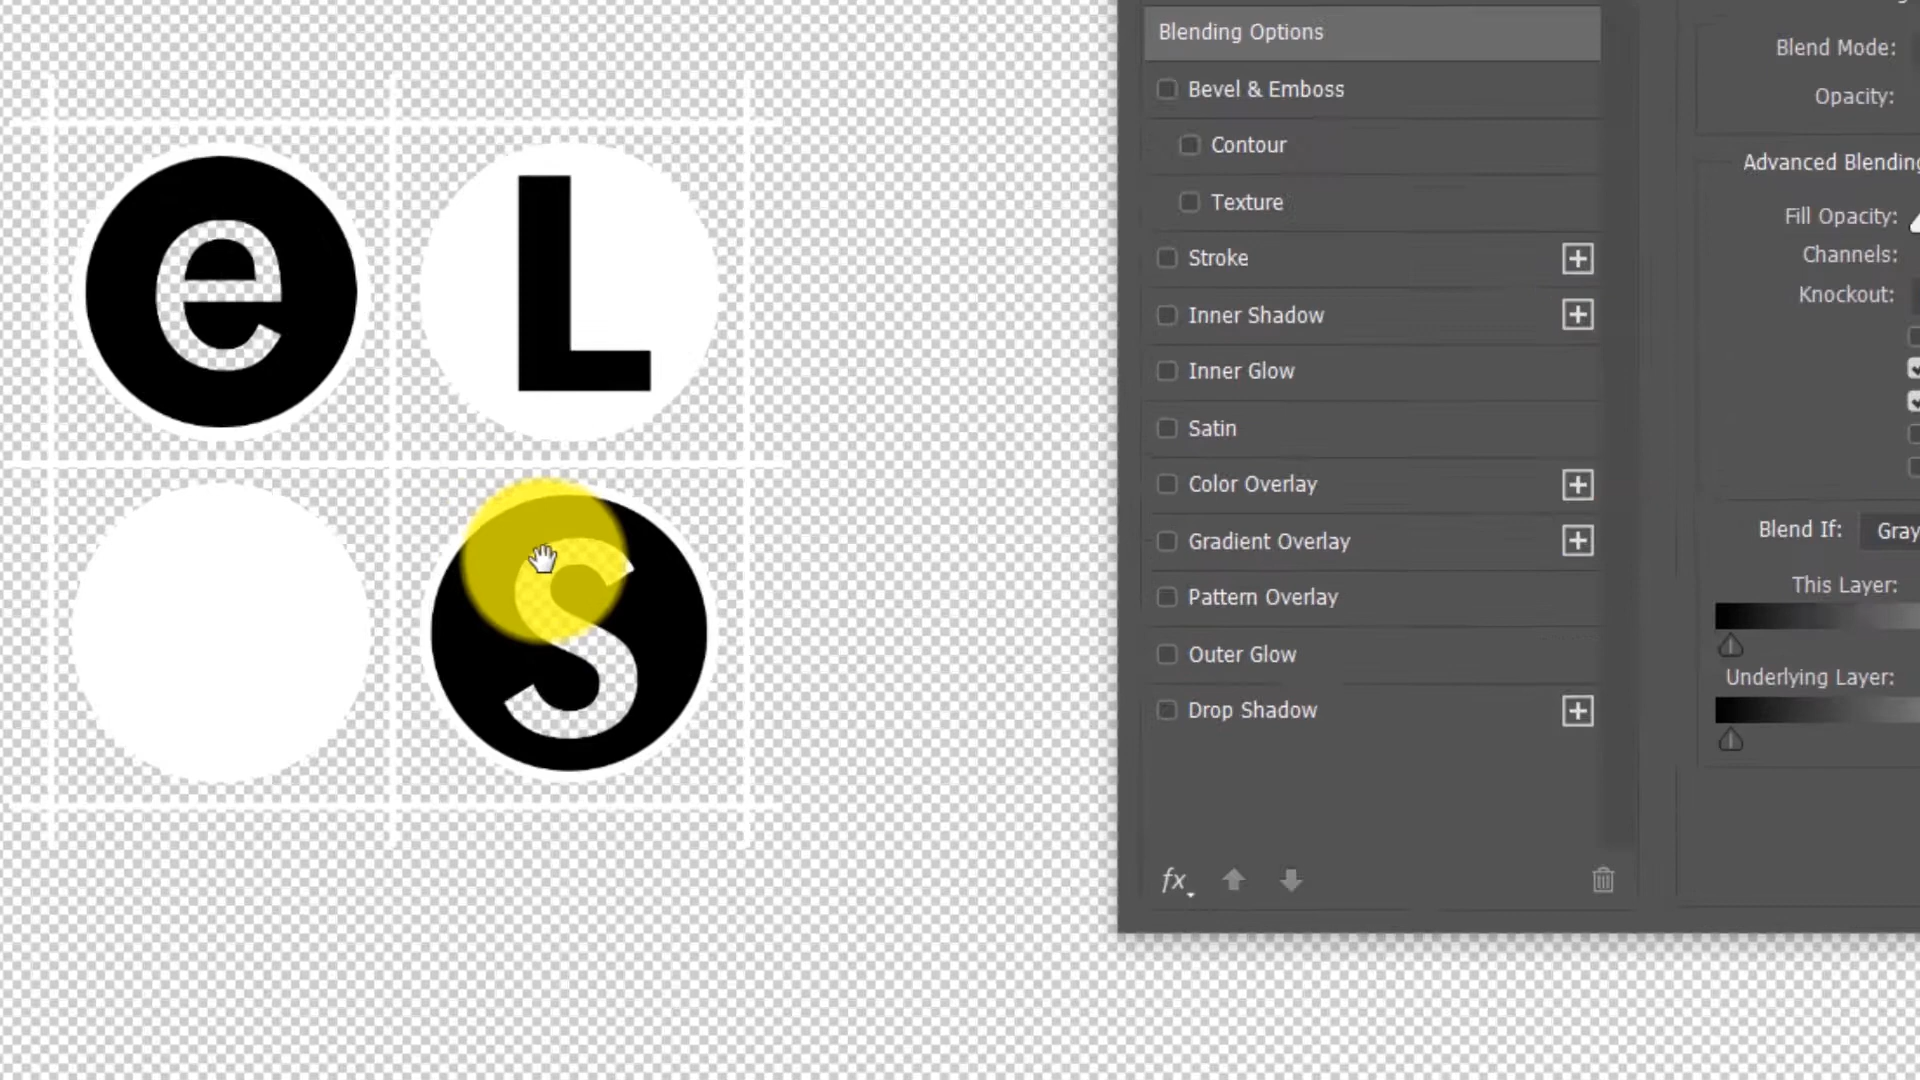 e L
S
Blending Options
Bevel & Emboss
Contour
Texture
Stroke
Inner Shadow
Inner Glow
Satin
Color Overlay
Gradient Overlay
Pattern Overlay
Outer Glow
Drop Shadow
fx
Blend Mode:
Opacity:
Advanced Blending
Fill Opacity:
Channels:
Knockout:
Blend If: Gray
This Layer:
Underlying Layer: